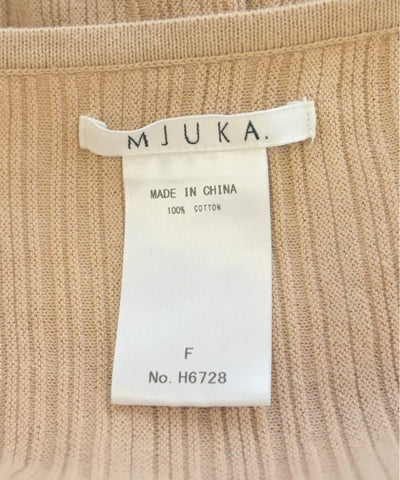 MJUKA.
MADE IN CHINA
100% COTTON
F
No. H6728